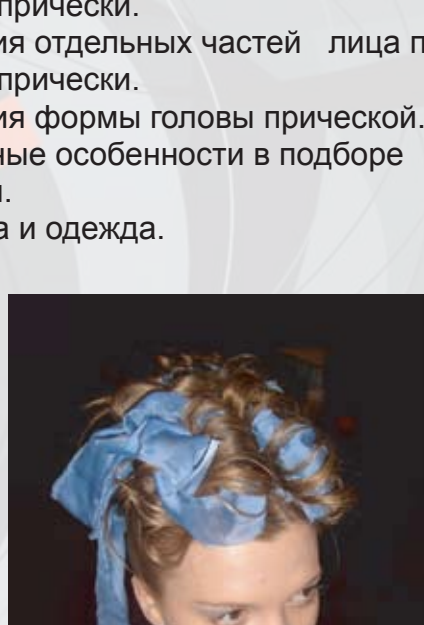 прически.
ия отдельных частей лица п
прически.
ия формы головы прической.
ные особенности в подборе
и.
а и одежда.